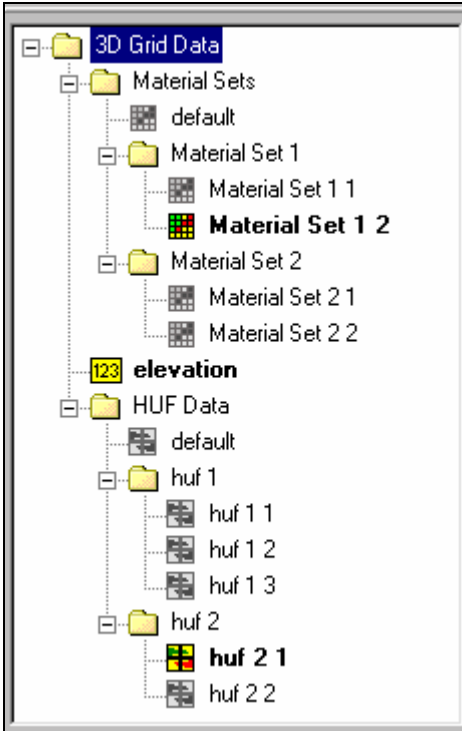 3D Grid Data
Material Sets
default
Material Set 1
Material Set 1 1
Material Set 1 2
Material Set 2
Material Set 2 1
Material Set 2 2
123 elevation
HUF Data
default
huf 1
huf 1 1
huf 1 2
huf 1 3
huf 2
huf 2 1
huf 2 2